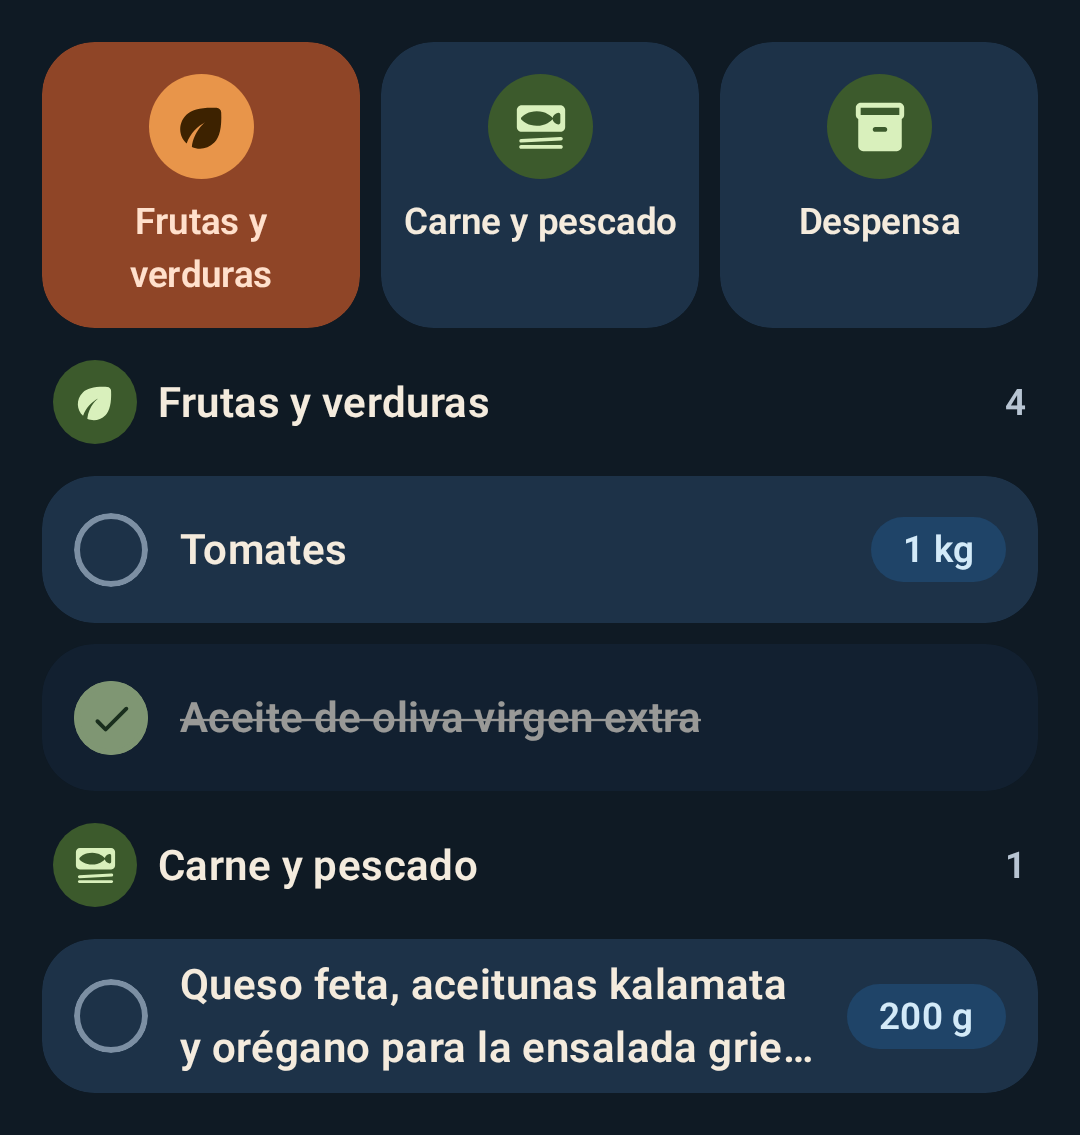 Frutas y
verduras
Carne y pescado
Despensa
Frutas y verduras
4
Tomates
1 kg
Aceite de oliva virgen extra
Carne y pescado
1
Queso feta, aceitunas kalamata
y orégano para la ensalada grie…
200 g